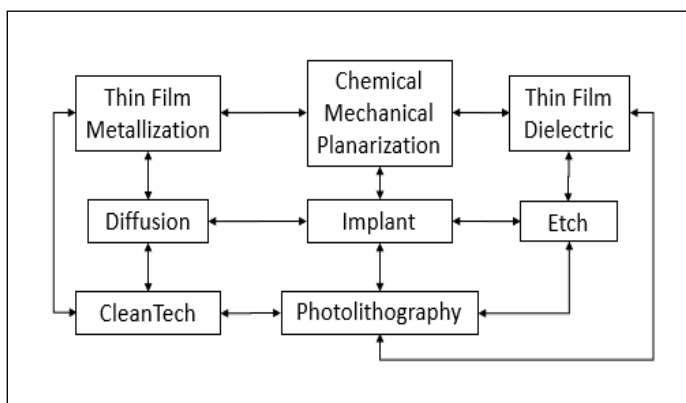 Thin Film
Metallization
Chemical
Mechanical
Planarization
Thin Film
Dielectric
Diffusion
Implant
Etch
CleanTech
Photolithography